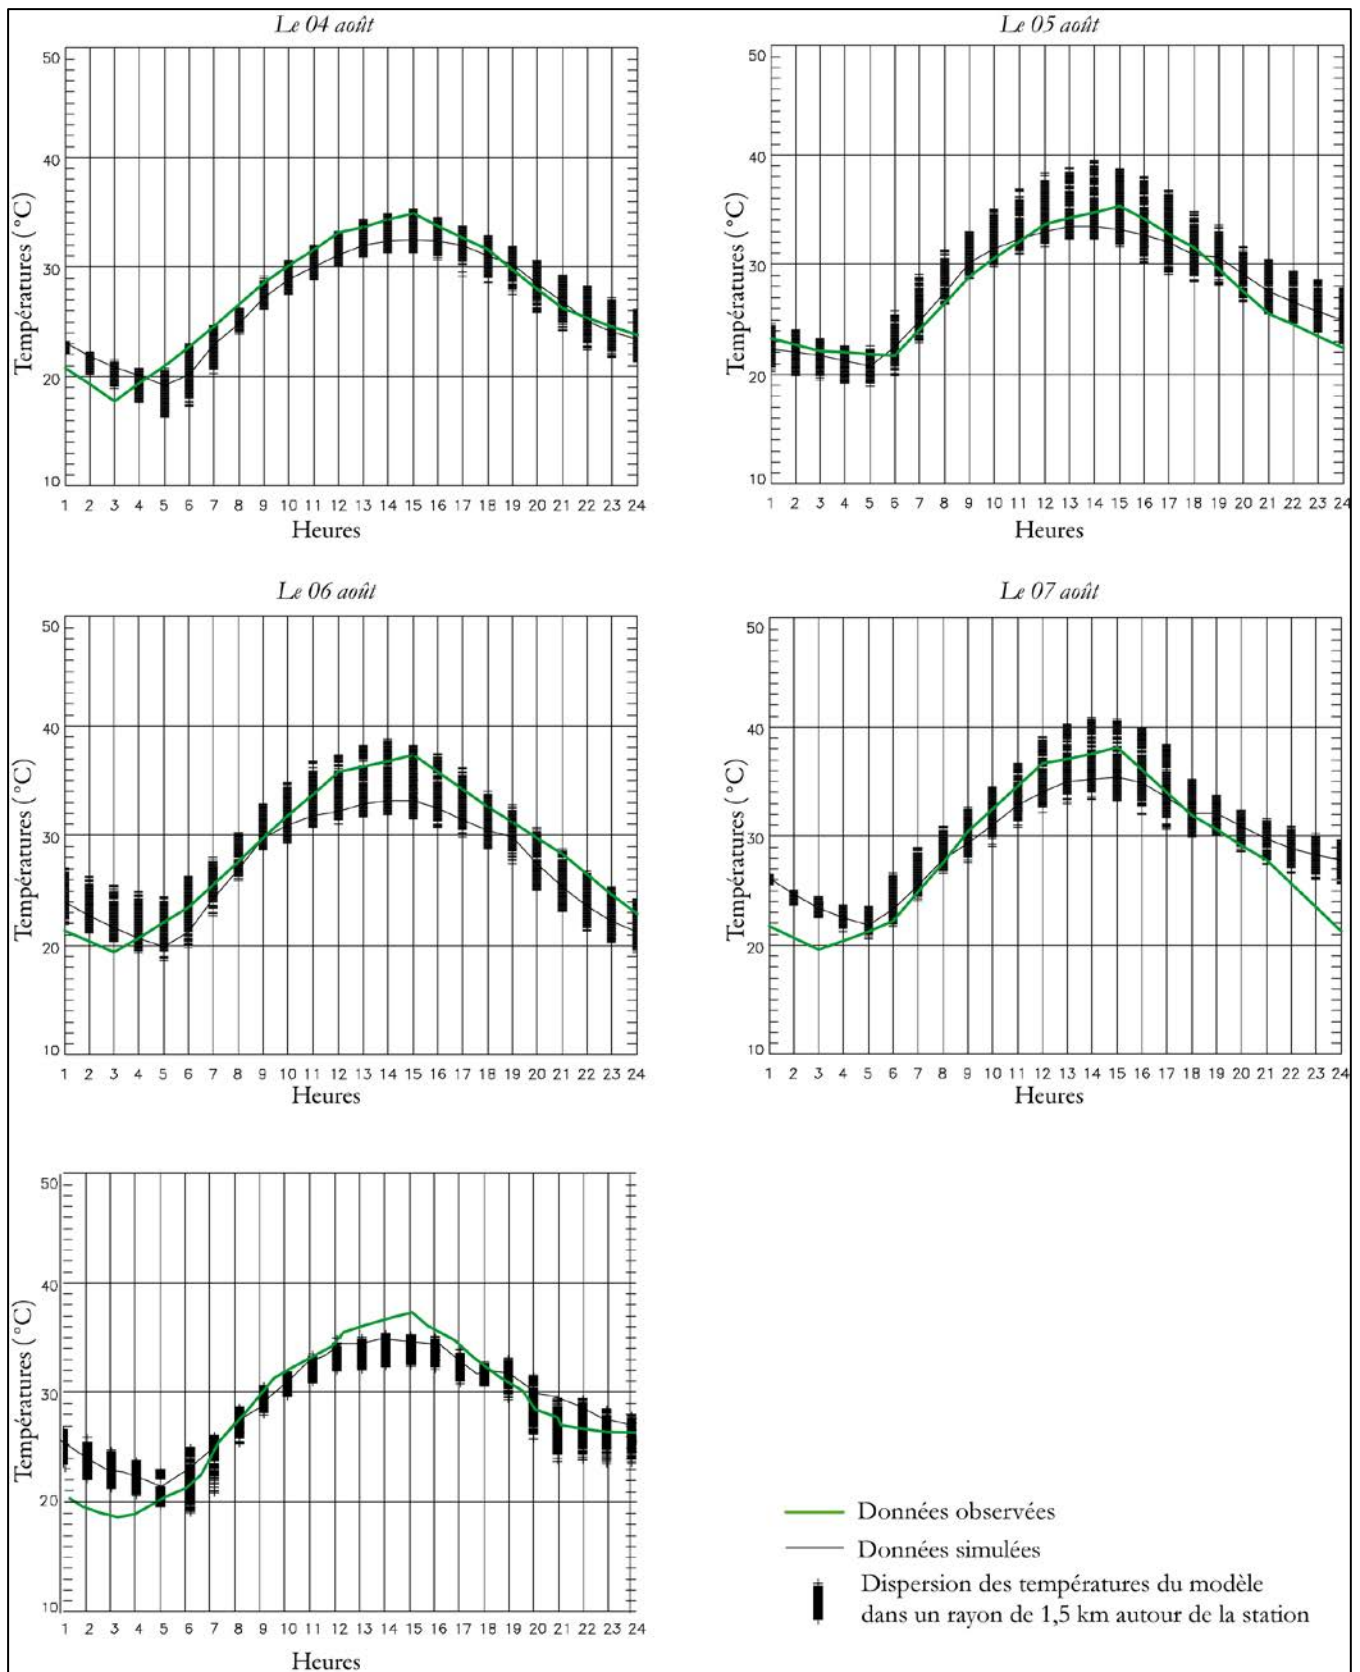 Le 04 août
Températures (°C)
50
40
30
20
10
1 2 3 4 5 6 7 8 9 10 11 12 13 14 15 16 17 18 19 20 21 22 23 24
Heures
Le 05 août
Températures (°C)
50
40
30
20
10
1 2 3 4 5 6 7 8 9 10 11 12 13 14 15 16 17 18 19 20 21 22 23 24
Heures
Le 06 août
Températures (°C)
50
40
30
20
10
1 2 3 4 5 6 7 8 9 10 11 12 13 14 15 16 17 18 19 20 21 22 23 24
Heures
Le 07 août
Températures (°C)
50
40
30
20
10
1 2 3 4 5 6 7 8 9 10 11 12 13 14 15 16 17 18 19 20 21 22 23 24
Heures
Températures (°C)
50
40
30
20
10
1 2 3 4 5 6 7 8 9 10 11 12 13 14 15 16 17 18 19 20 21 22 23 24
Heures
Données observées
Données simulées
Dispersion des températures du modèle
dans un rayon de 1,5 km autour de la station